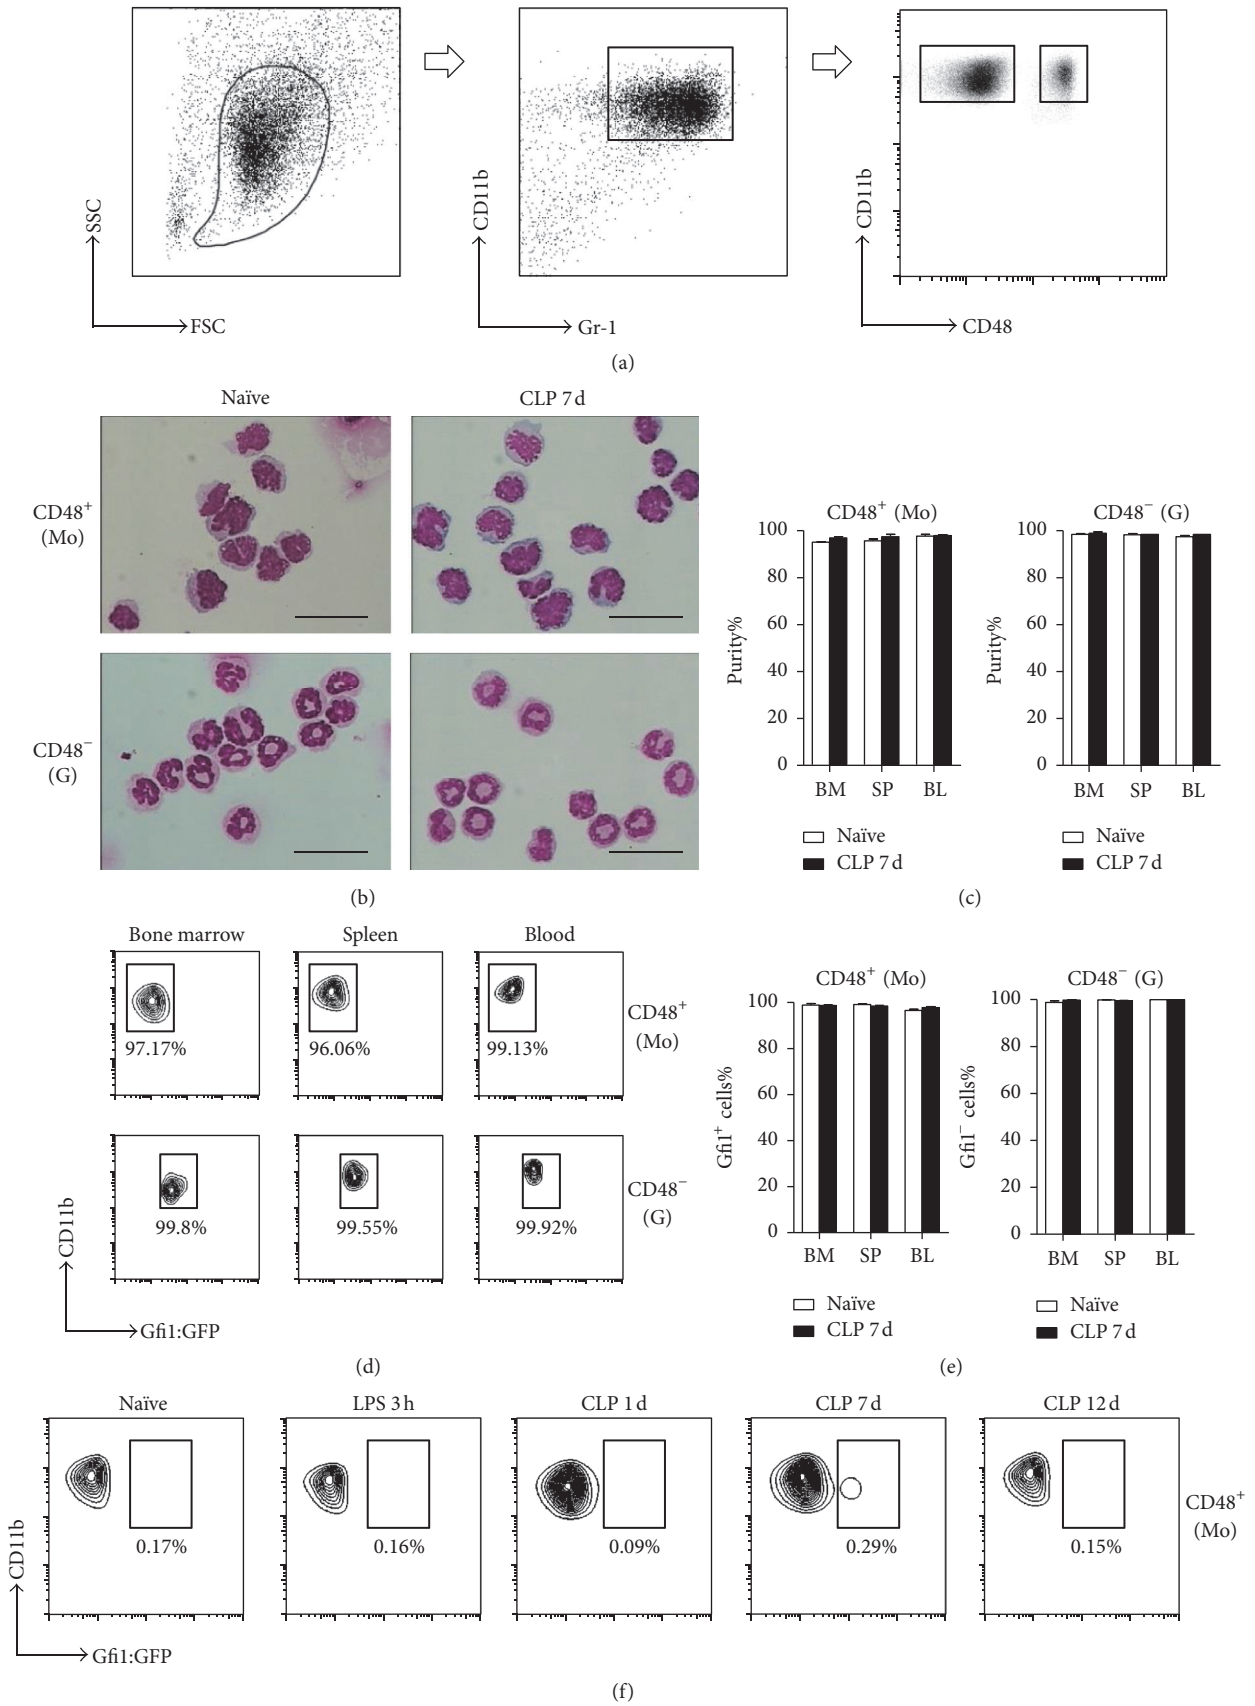 SSC
FSC
CD11b
Gr-1
CD11b
CD48
(a)
Naïve
CLP 7 d
CD48+
(Mo)
CD48−
(G)
(b)
CD48+ (Mo)
Purity%
100
80
60
40
20
0
BM SP BL
Naïve
CLP 7 d
CD48− (G)
Purity%
100
80
60
40
20
0
BM SP BL
Naïve
CLP 7 d
(c)
Bone marrow
Spleen
Blood
97.17%
96.06%
99.13%
CD48+
(Mo)
99.8%
99.55%
99.92%
CD48−
(G)
CD11b
Gfi1:GFP
(d)
CD48+ (Mo)
Gfi1+ cells%
100
80
60
40
20
0
BM SP BL
Naïve
CLP 7 d
CD48− (G)
Gfi1− cells%
100
80
60
40
20
0
BM SP BL
Naïve
CLP 7 d
(e)
Naïve
LPS 3 h
CLP 1 d
CLP 7 d
CLP 12 d
0.17%
0.16%
0.09%
0.29%
0.15%
CD48+
(Mo)
CD11b
Gfi1:GFP
(f)